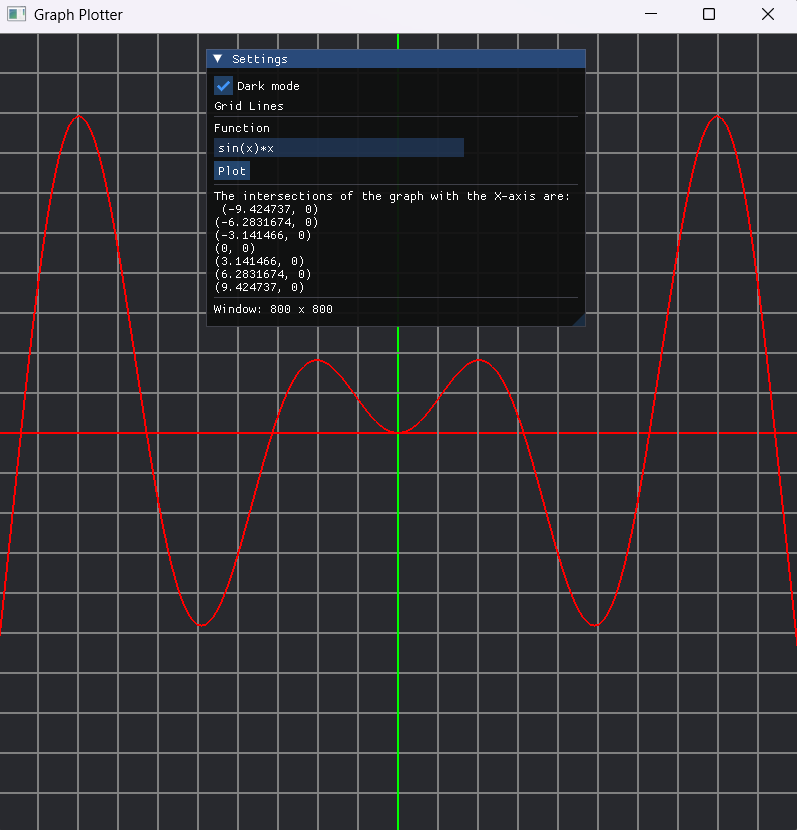 Graph Plotter
Settings
Dark mode
Grid Lines
Function
sin(x)*x
Plot
The intersections of the graph with the X-axis are:
(-9.424737, 0)
(-6.2831674, 0)
(-3.141466, 0)
(0, 0)
(3.141466, 0)
(6.2831674, 0)
(9.424737, 0)
Window: 800 x 800